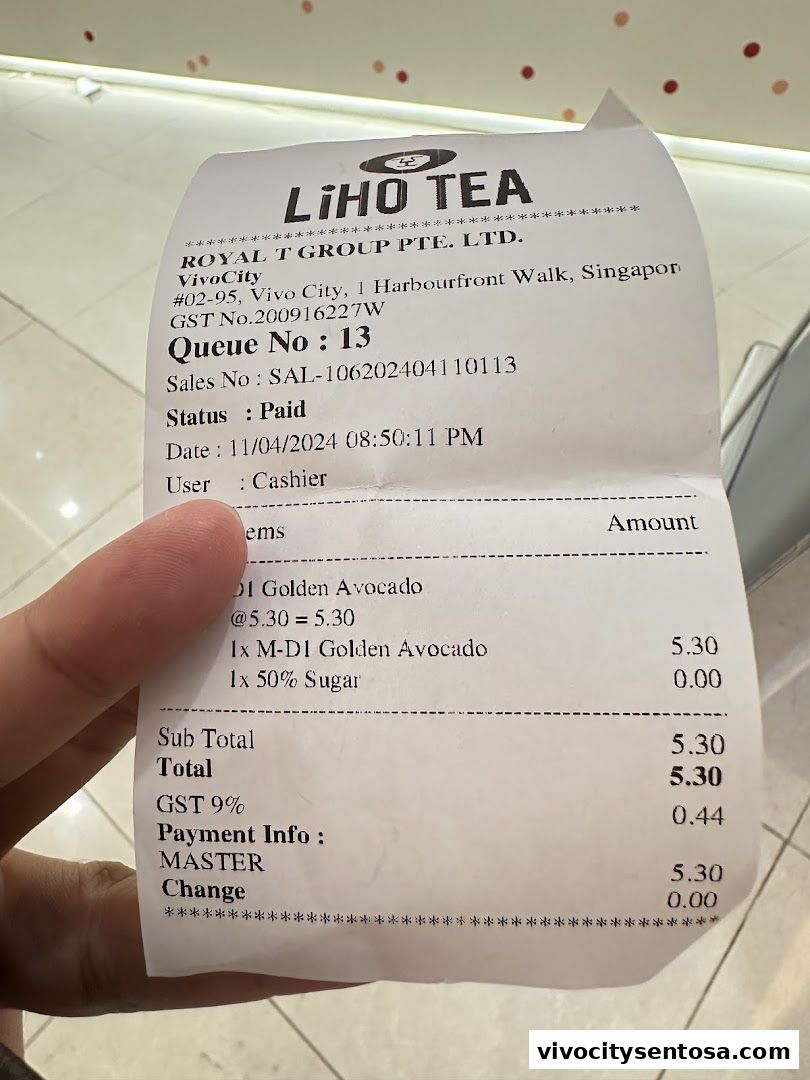 LiHO TEA
************************************
ROYAL T GROUP PTE. LTD.
VivoCity
#02-95, Vivo City, 1 Harbourfront Walk, Singapor
GST No.200916227W
Queue No : 13
Sales No : SAL-106202404110113
Status : Paid
Date : 11/04/2024 08:50:11 PM
User : Cashier
ems Amount
D1 Golden Avocado
@5.30 = 5.30
1x M-D1 Golden Avocado 5.30
1x 50% Sugar 0.00
Sub Total 5.30
Total 5.30
GST 9% 0.44
Payment Info :
MASTER 5.30
Change 0.00
********************************************
vivocitysentosa.com